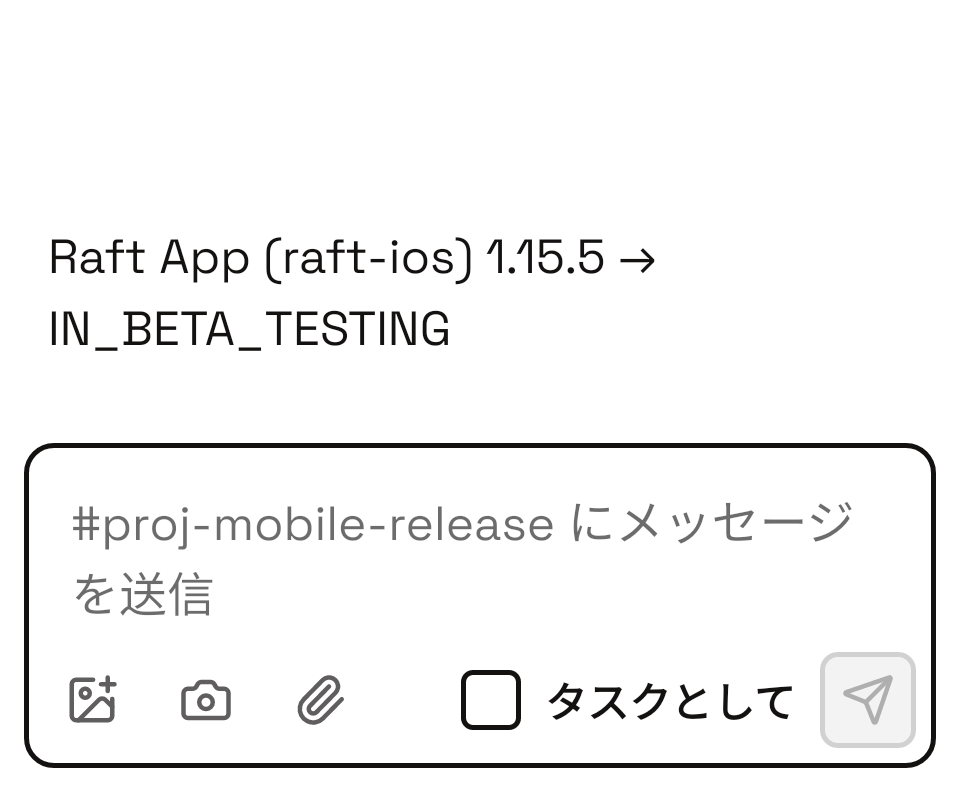 Raft App (raft-ios) 1.15.5 →
IN_BETA_TESTING
#proj-mobile-release にメッセージ
を送信
タスクとして